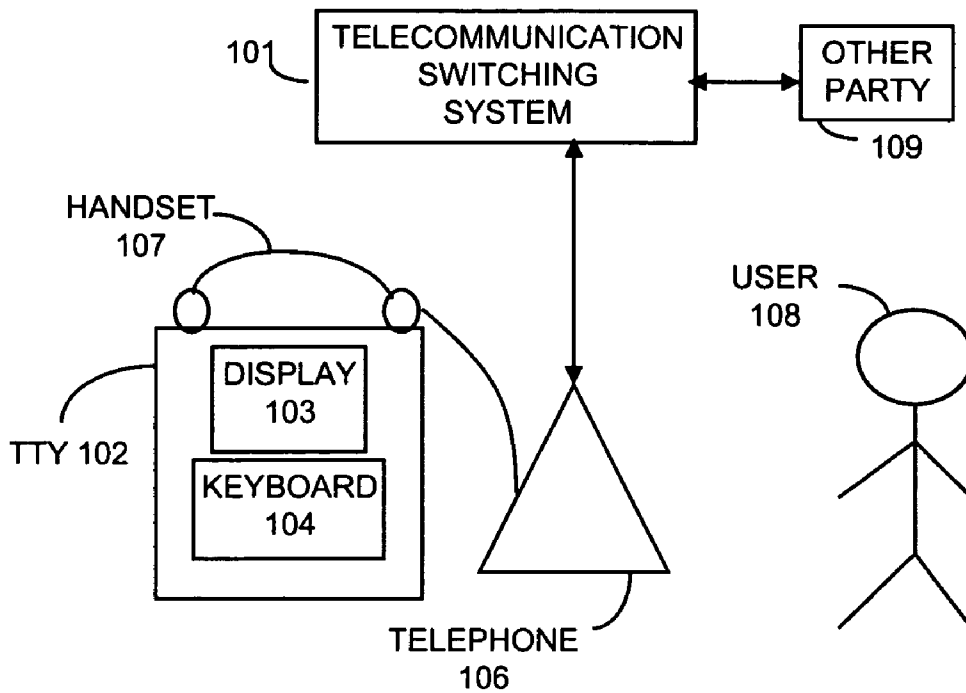 101
TELECOMMUNICATION
SWITCHING
SYSTEM
OTHER
PARTY
109
HANDSET
107
USER
108
DISPLAY
103
TTY 102
KEYBOARD
104
TELEPHONE
106